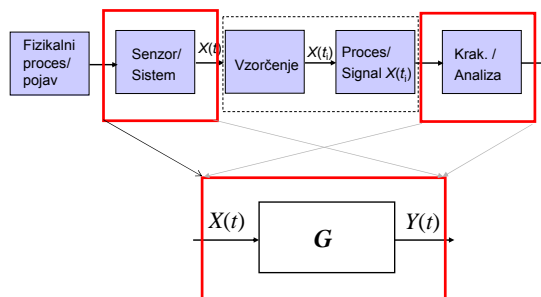 Fizikalni
proces/
pojav
Senzor/
Sistem
X(t)
Vzorčenje
X(tᵢ)
Proces/
Signal X(tᵢ)
Krak. /
Analiza
X(t)
G
Y(t)